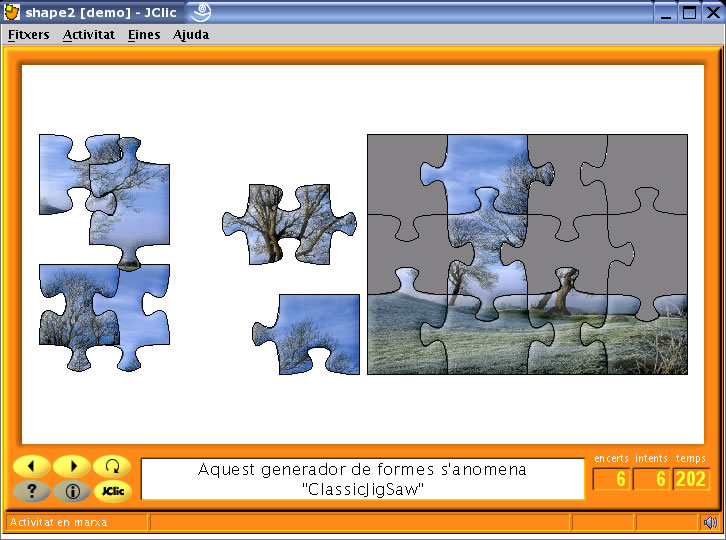 shape2 [demo] - JClic
Fitxers Activitat Eines Ajuda
Aquest generador de formes s'anomena
"ClassicJigSaw"
encerts intents temps
6 6 202
? i JClic
Activitat en marxa